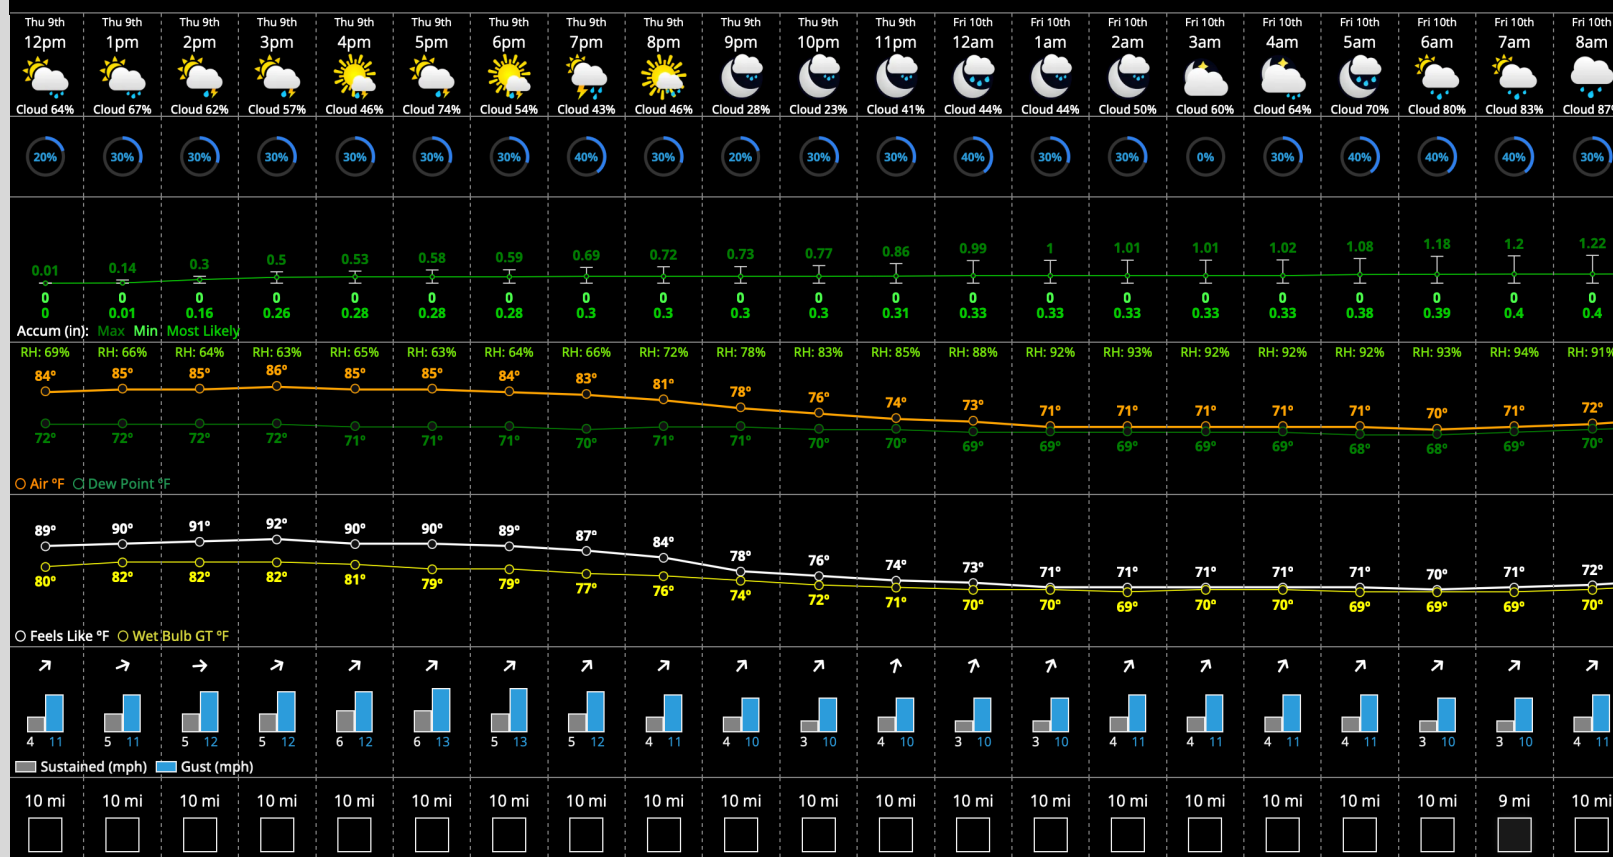 Thu 9th Thu 9th Thu 9th Thu 9th Thu 9th Thu 9th Thu 9th Thu 9th Thu 9th Thu 9th Thu 9th Thu 9th Fri 10th Fri 10th Fri 10th Fri 10th Fri 10th Fri 10th Fri 10th Fri 10th Fri 10th
12pm 1pm 2pm 3pm 4pm 5pm 6pm 7pm 8pm 9pm 10pm 11pm 12am 1am 2am 3am 4am 5am 6am 7am 8am
Cloud 64% Cloud 67% Cloud 62% Cloud 57% Cloud 46% Cloud 74% Cloud 54% Cloud 43% Cloud 46% Cloud 28% Cloud 23% Cloud 41% Cloud 44% Cloud 44% Cloud 50% Cloud 60% Cloud 64% Cloud 70% Cloud 80% Cloud 83% Cloud 87%
20% 30% 30% 30% 30% 30% 30% 40% 30% 20% 30% 30% 40% 30% 30% 0% 30% 40% 40% 40% 30%
0.01 0.14 0.3 0.5 0.53 0.58 0.59 0.69 0.72 0.73 0.77 0.86 0.99 1 1.01 1.01 1.02 1.08 1.18 1.2 1.22
0 0 0 0 0 0 0 0 0 0 0 0 0 0 0 0 0 0 0 0 0
0 0.01 0.16 0.26 0.28 0.28 0.28 0.3 0.3 0.3 0.3 0.31 0.33 0.33 0.33 0.33 0.33 0.38 0.39 0.4 0.4
Accum (in): Max Min Most Likely
RH: 69% RH: 66% RH: 64% RH: 63% RH: 65% RH: 63% RH: 64% RH: 66% RH: 72% RH: 78% RH: 83% RH: 85% RH: 88% RH: 92% RH: 93% RH: 92% RH: 92% RH: 92% RH: 93% RH: 94% RH: 91%
84° 85° 85° 86° 85° 85° 84° 83° 81° 78° 76° 74° 73° 71° 71° 71° 71° 71° 70° 71° 72°
72° 72° 72° 72° 71° 71° 71° 70° 71° 71° 70° 70° 69° 69° 69° 69° 69° 68° 68° 69° 70°
Air °F Dew Point °F
89° 90° 91° 92° 90° 90° 89° 87° 84° 78° 76° 74° 73° 71° 71° 71° 71° 71° 70° 71° 72°
80° 82° 82° 82° 81° 79° 79° 77° 76° 74° 72° 71° 70° 70° 69° 70° 70° 69° 69° 69° 70°
Feels Like °F Wet Bulb GT °F
4 11 5 11 5 12 5 12 6 12 6 13 5 13 5 12 4 11 4 10 3 10 4 10 3 10 3 10 4 11 4 11 4 11 4 11 3 10 3 10 4 11
Sustained (mph) Gust (mph)
10 mi 10 mi 10 mi 10 mi 10 mi 10 mi 10 mi 10 mi 10 mi 10 mi 10 mi 10 mi 10 mi 10 mi 10 mi 10 mi 10 mi 10 mi 10 mi 9 mi 10 mi